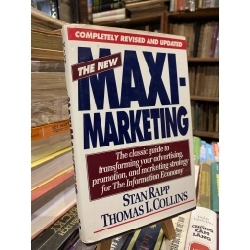 COMPLETELY REVISED AND UPDATED
THE NEW
MAXI-
MARKETING
The classic guide to
transforming your advertising,
promotion, and marketing strategy
for The Information Economy
STAN RAPP
THOMAS L. COLLINS